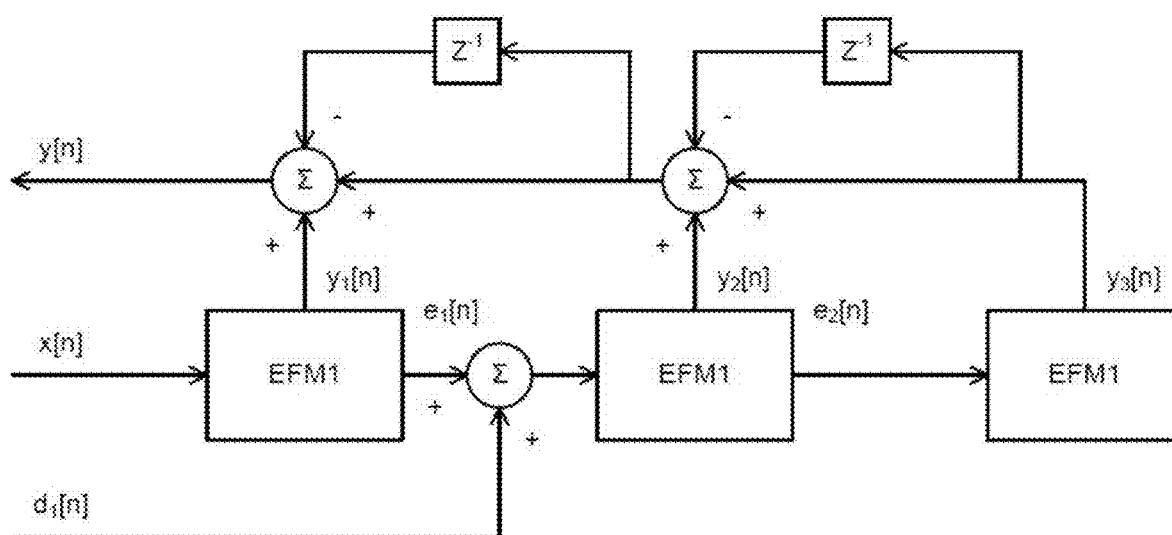 Z⁻¹ Z⁻¹
- -
y[n] Σ Σ
+ +
+ +
y₁[n] y₂[n] y₃[n]
e₁[n] e₂[n]
x[n] EFM1 Σ EFM1 EFM1
+ +
d₁[n]